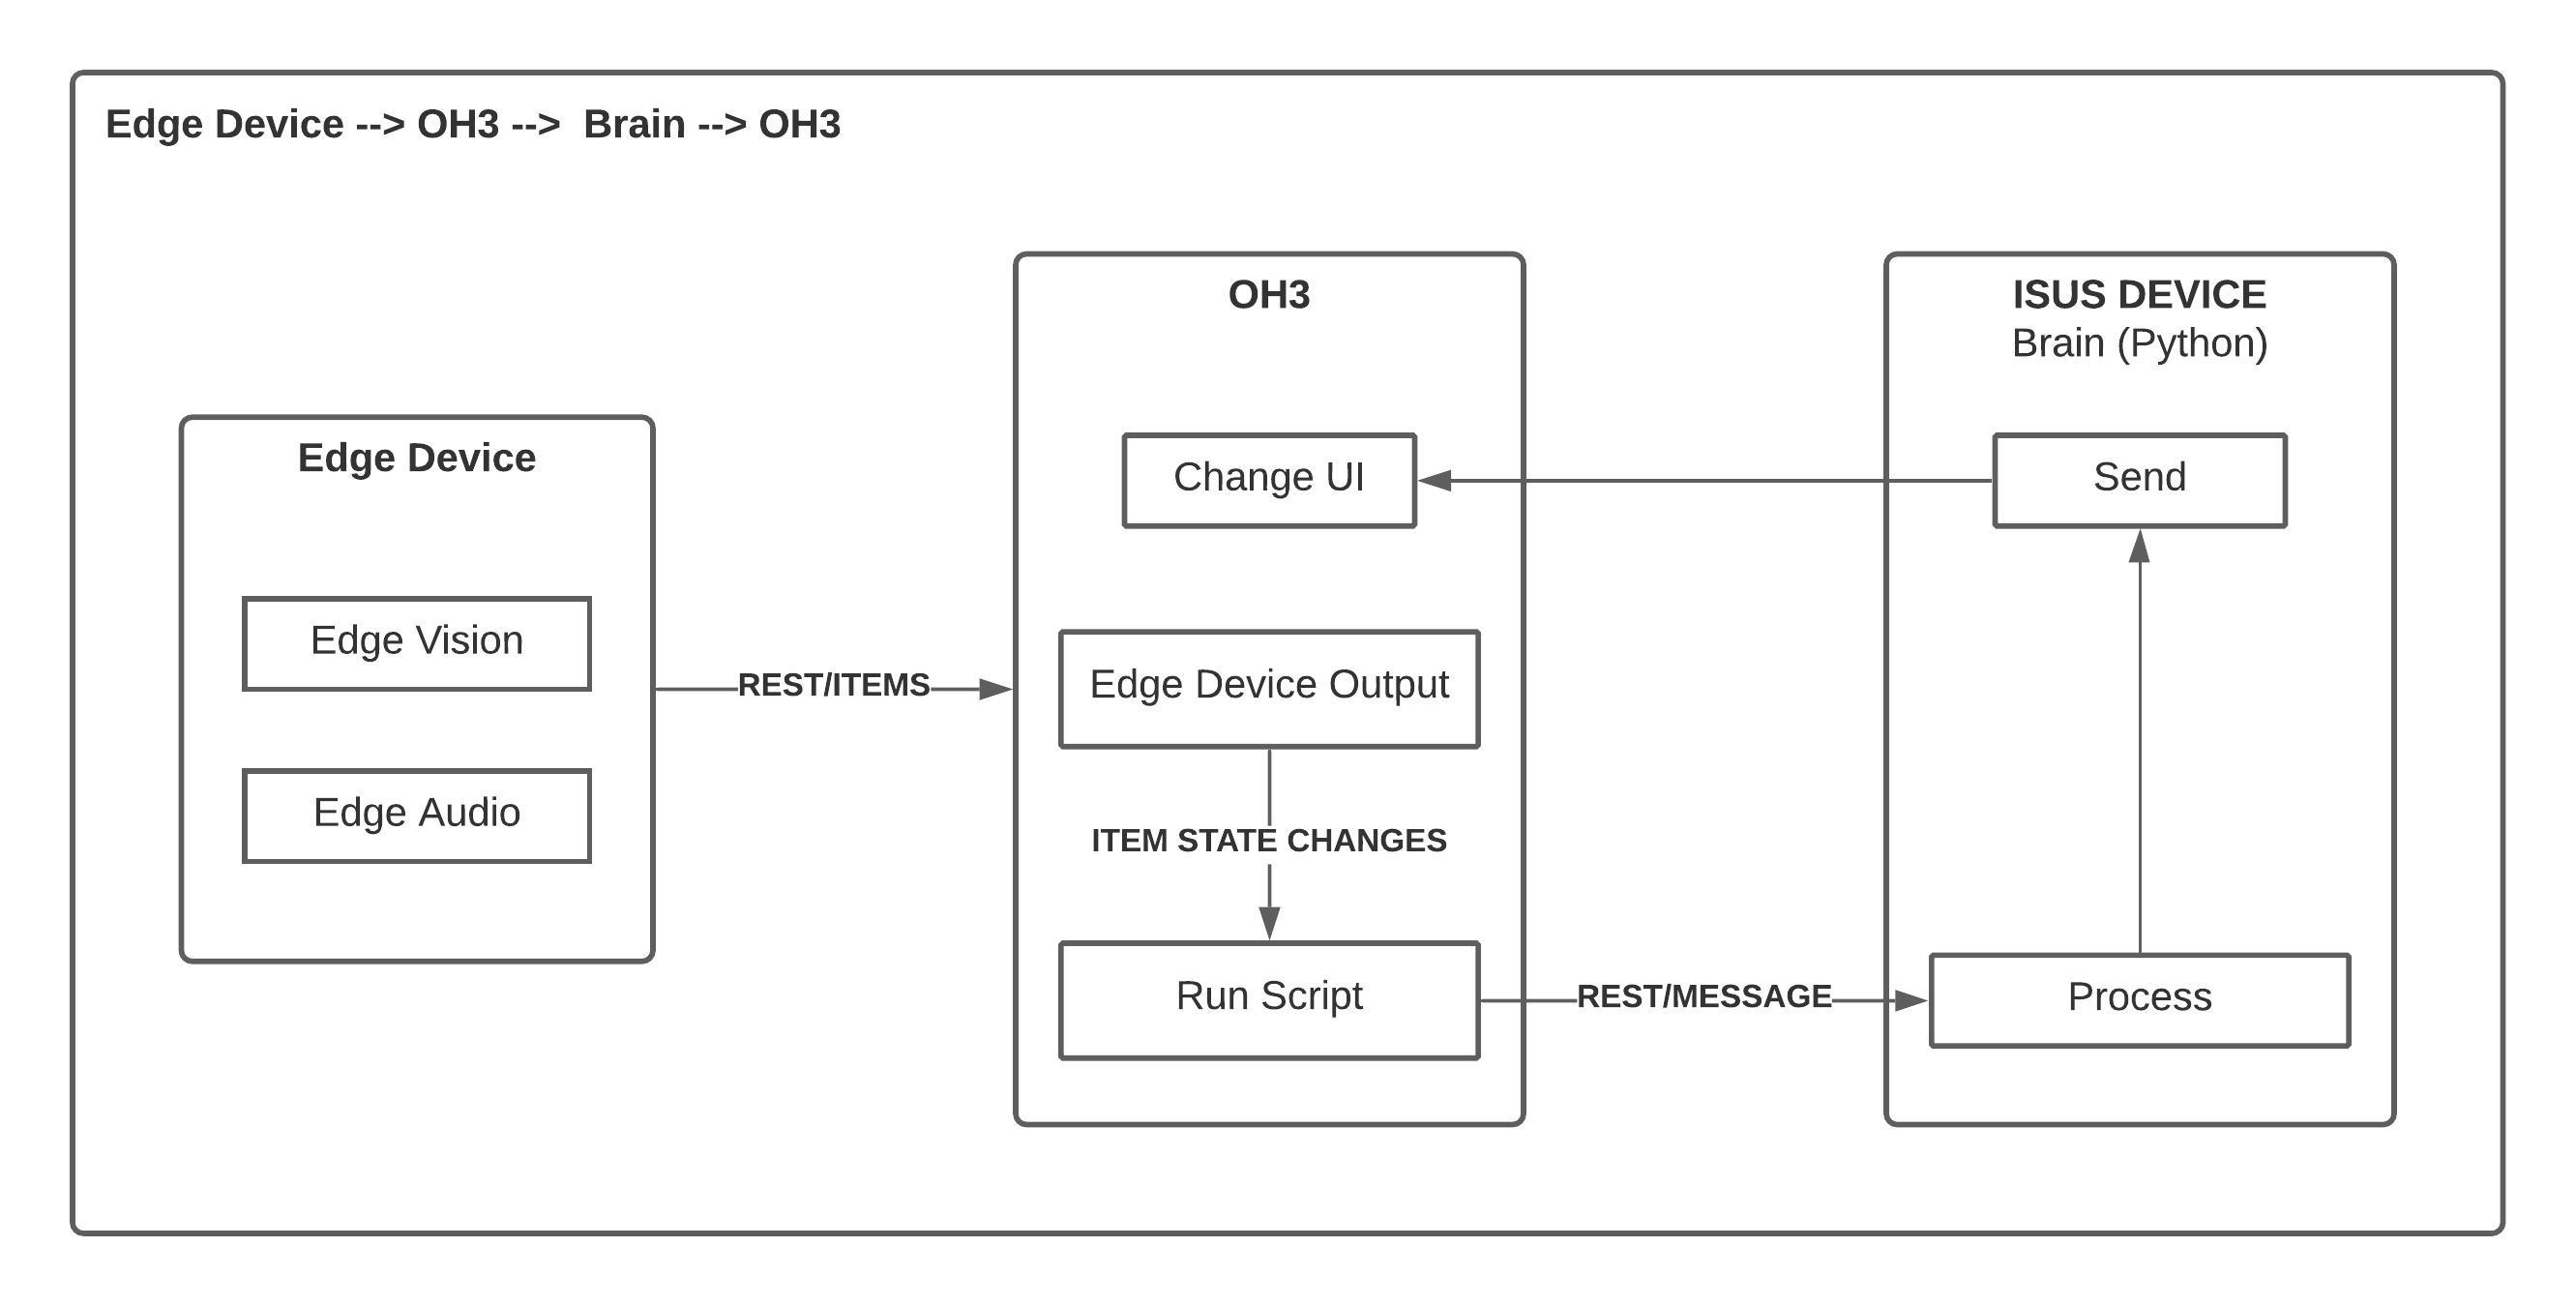 Edge Device --> OH3 -->  Brain --> OH3
Edge Device
Edge Vision
Edge Audio
REST/ITEMS
OH3
Change UI
Edge Device Output
ITEM STATE CHANGES
Run Script
REST/MESSAGE
ISUS DEVICE
Brain (Python)
Send
Process